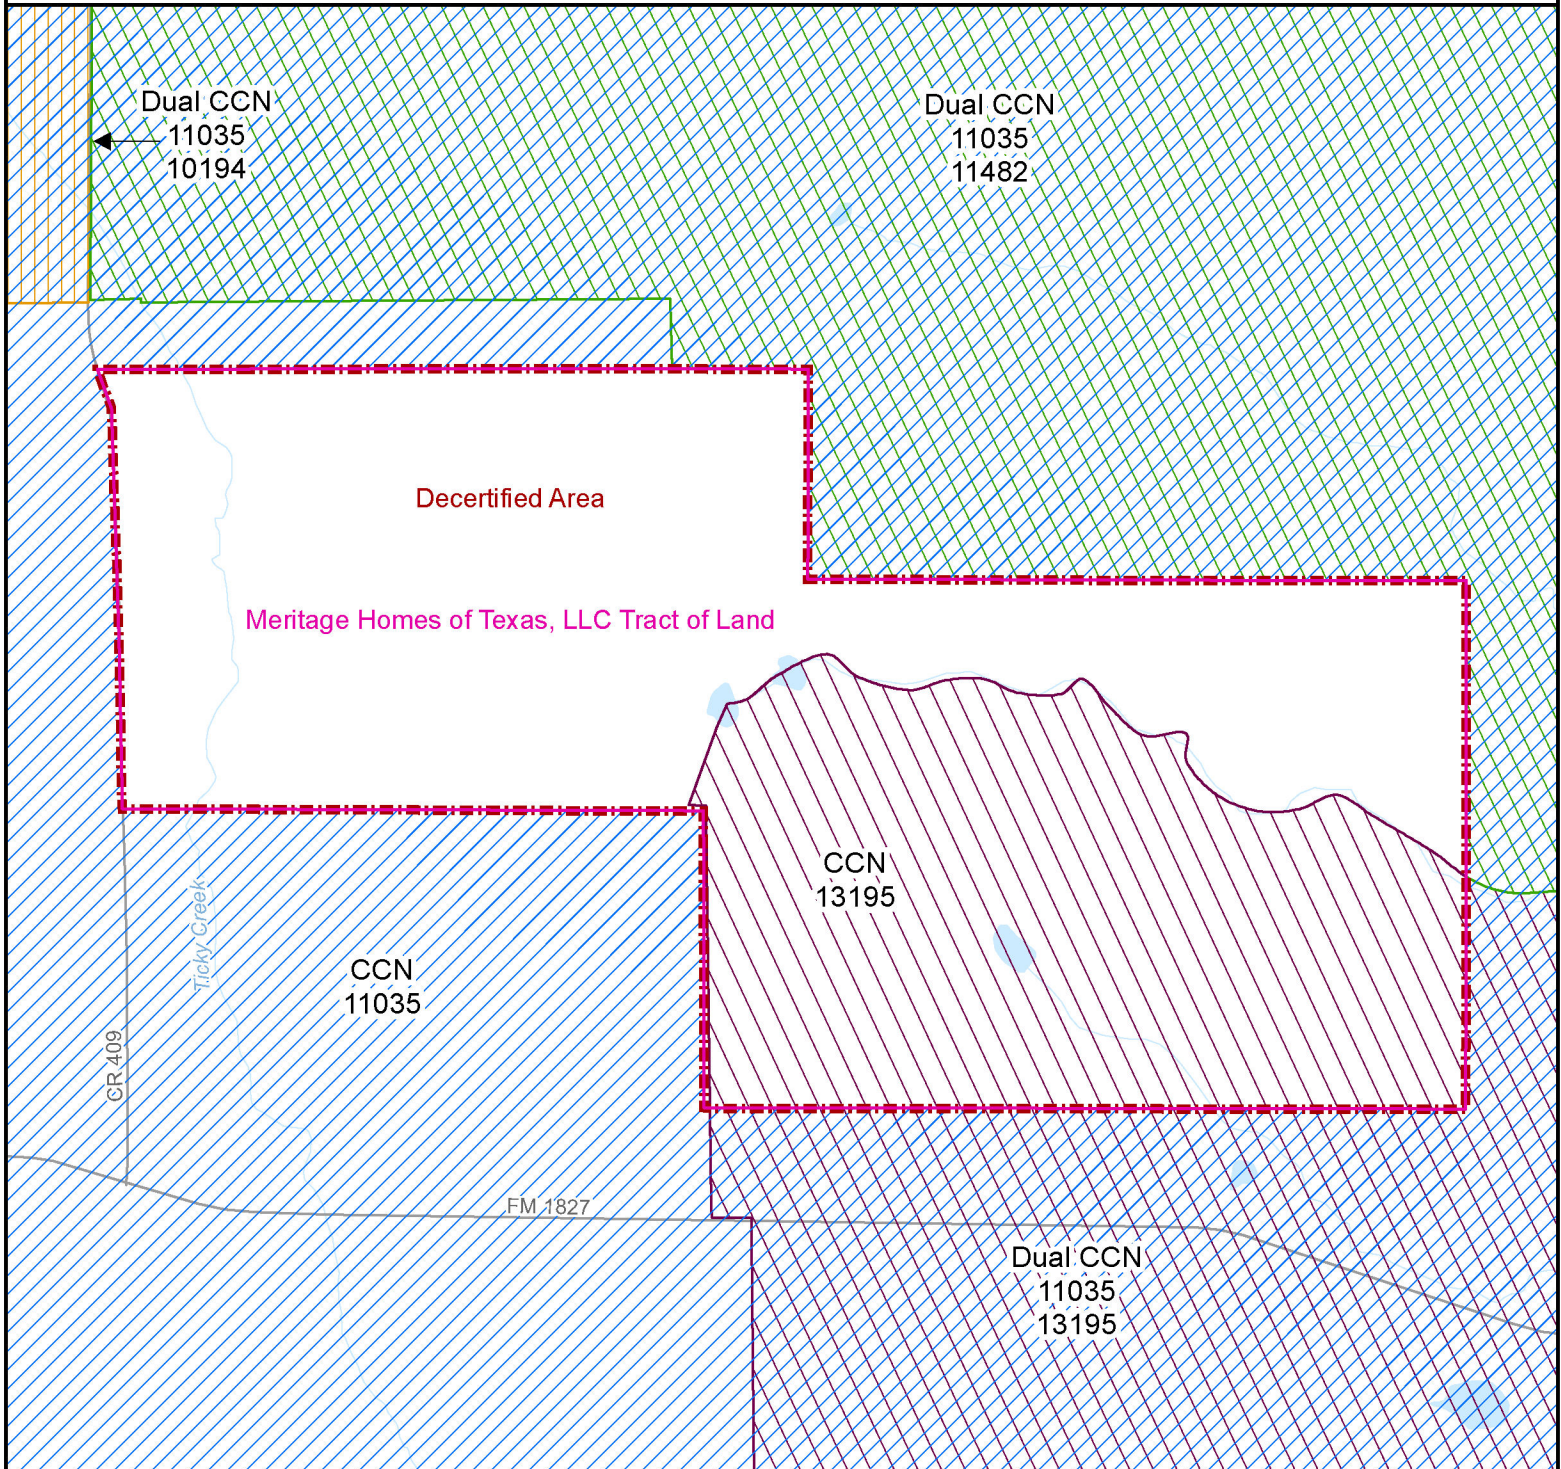 Dual CCN
11035
10194
Dual CCN
11035
11482
Decertified Area
Meritage Homes of Texas, LLC Tract of Land
CCN
13195
Ticky Creek
CCN
11035
CR 409
FM 1827
Dual CCN
11035
13195